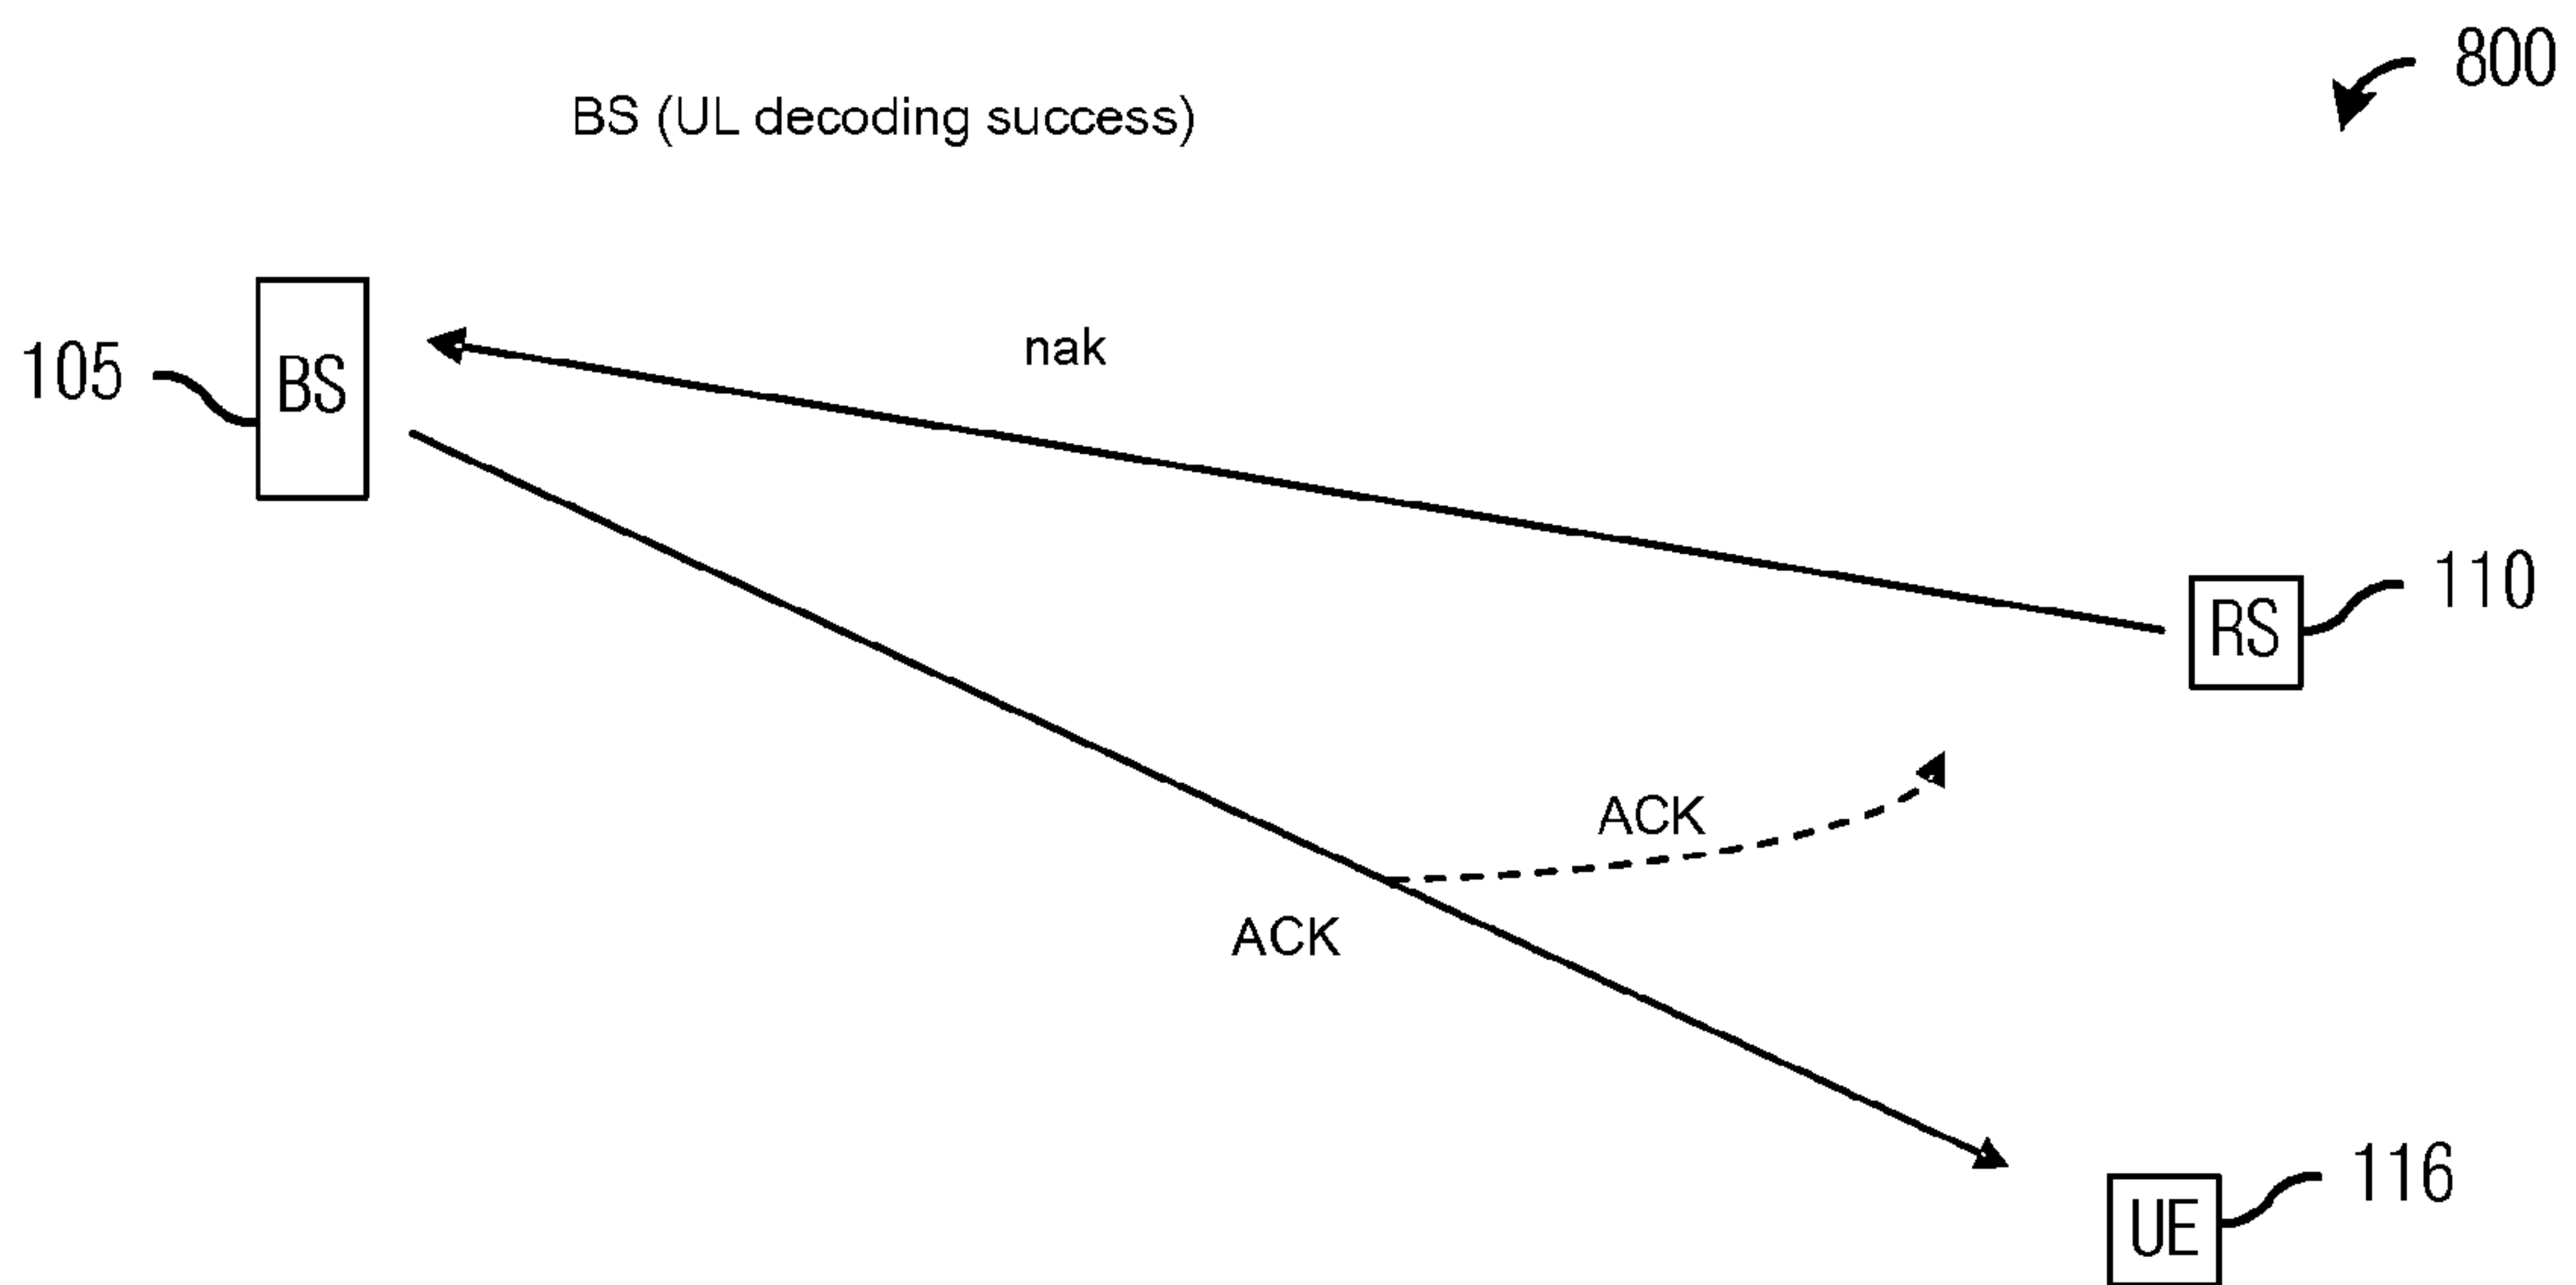 800
BS (UL decoding success)
nak
105
BS
110
RS
ACK
ACK
116
UE